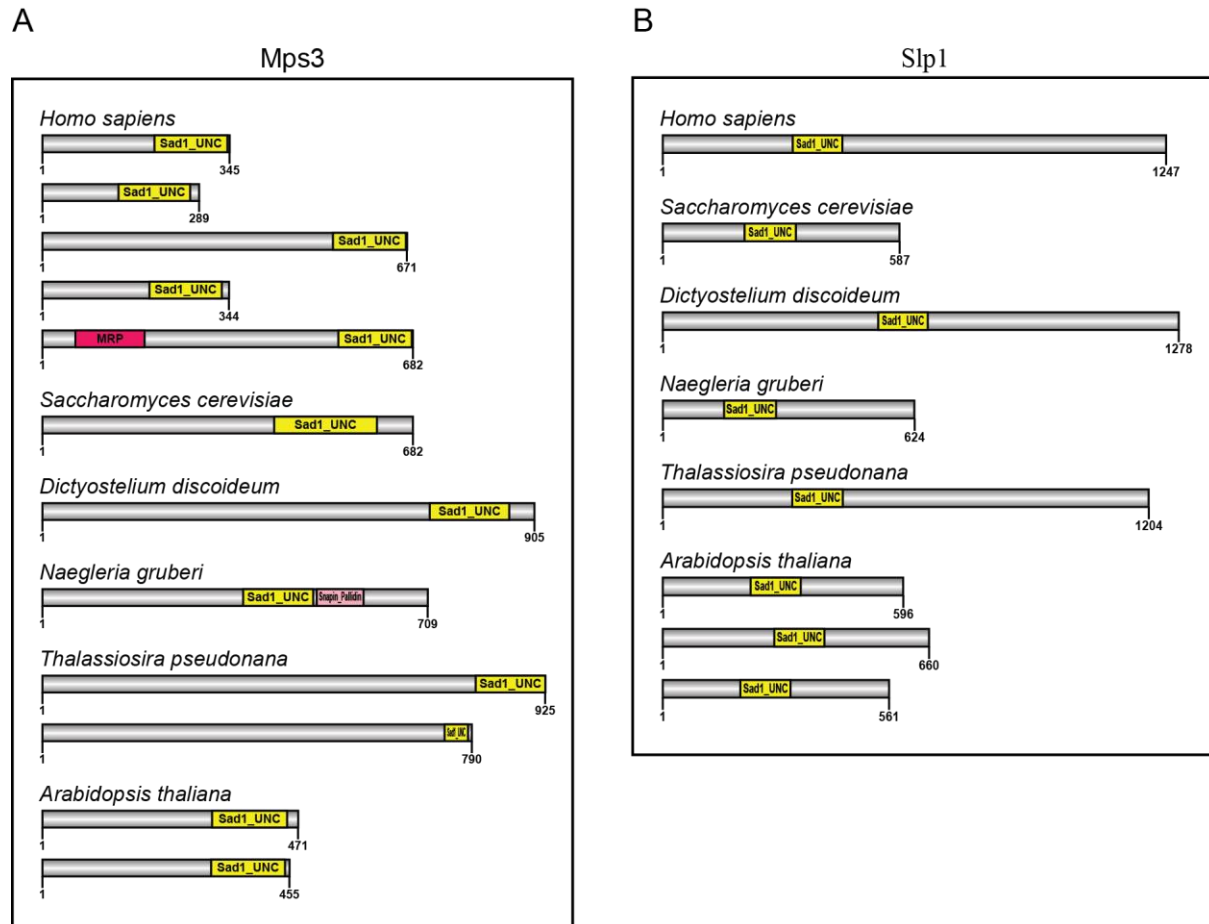 A
Mps3
Homo sapiens
Sad1_UNC
1 345
Sad1_UNC
1 289
Sad1_UNC
1 671
Sad1_UNC
1 344
MRP Sad1_UNC
1 682
Saccharomyces cerevisiae
Sad1_UNC
1 682
Dictyostelium discoideum
Sad1_UNC
1 905
Naegleria gruberi
Sad1_UNC Snapin_Pallidin
1 709
Thalassiosira pseudonana
Sad1_UNC
1 925
Sad1_UNC
1 790
Arabidopsis thaliana
Sad1_UNC
1 471
Sad1_UNC
1 455
B
Slp1
Homo sapiens
Sad1_UNC
1 1247
Saccharomyces cerevisiae
Sad1_UNC
1 587
Dictyostelium discoideum
Sad1_UNC
1 1278
Naegleria gruberi
Sad1_UNC
1 624
Thalassiosira pseudonana
Sad1_UNC
1 1204
Arabidopsis thaliana
Sad1_UNC
1 596
Sad1_UNC
1 660
Sad1_UNC
1 561